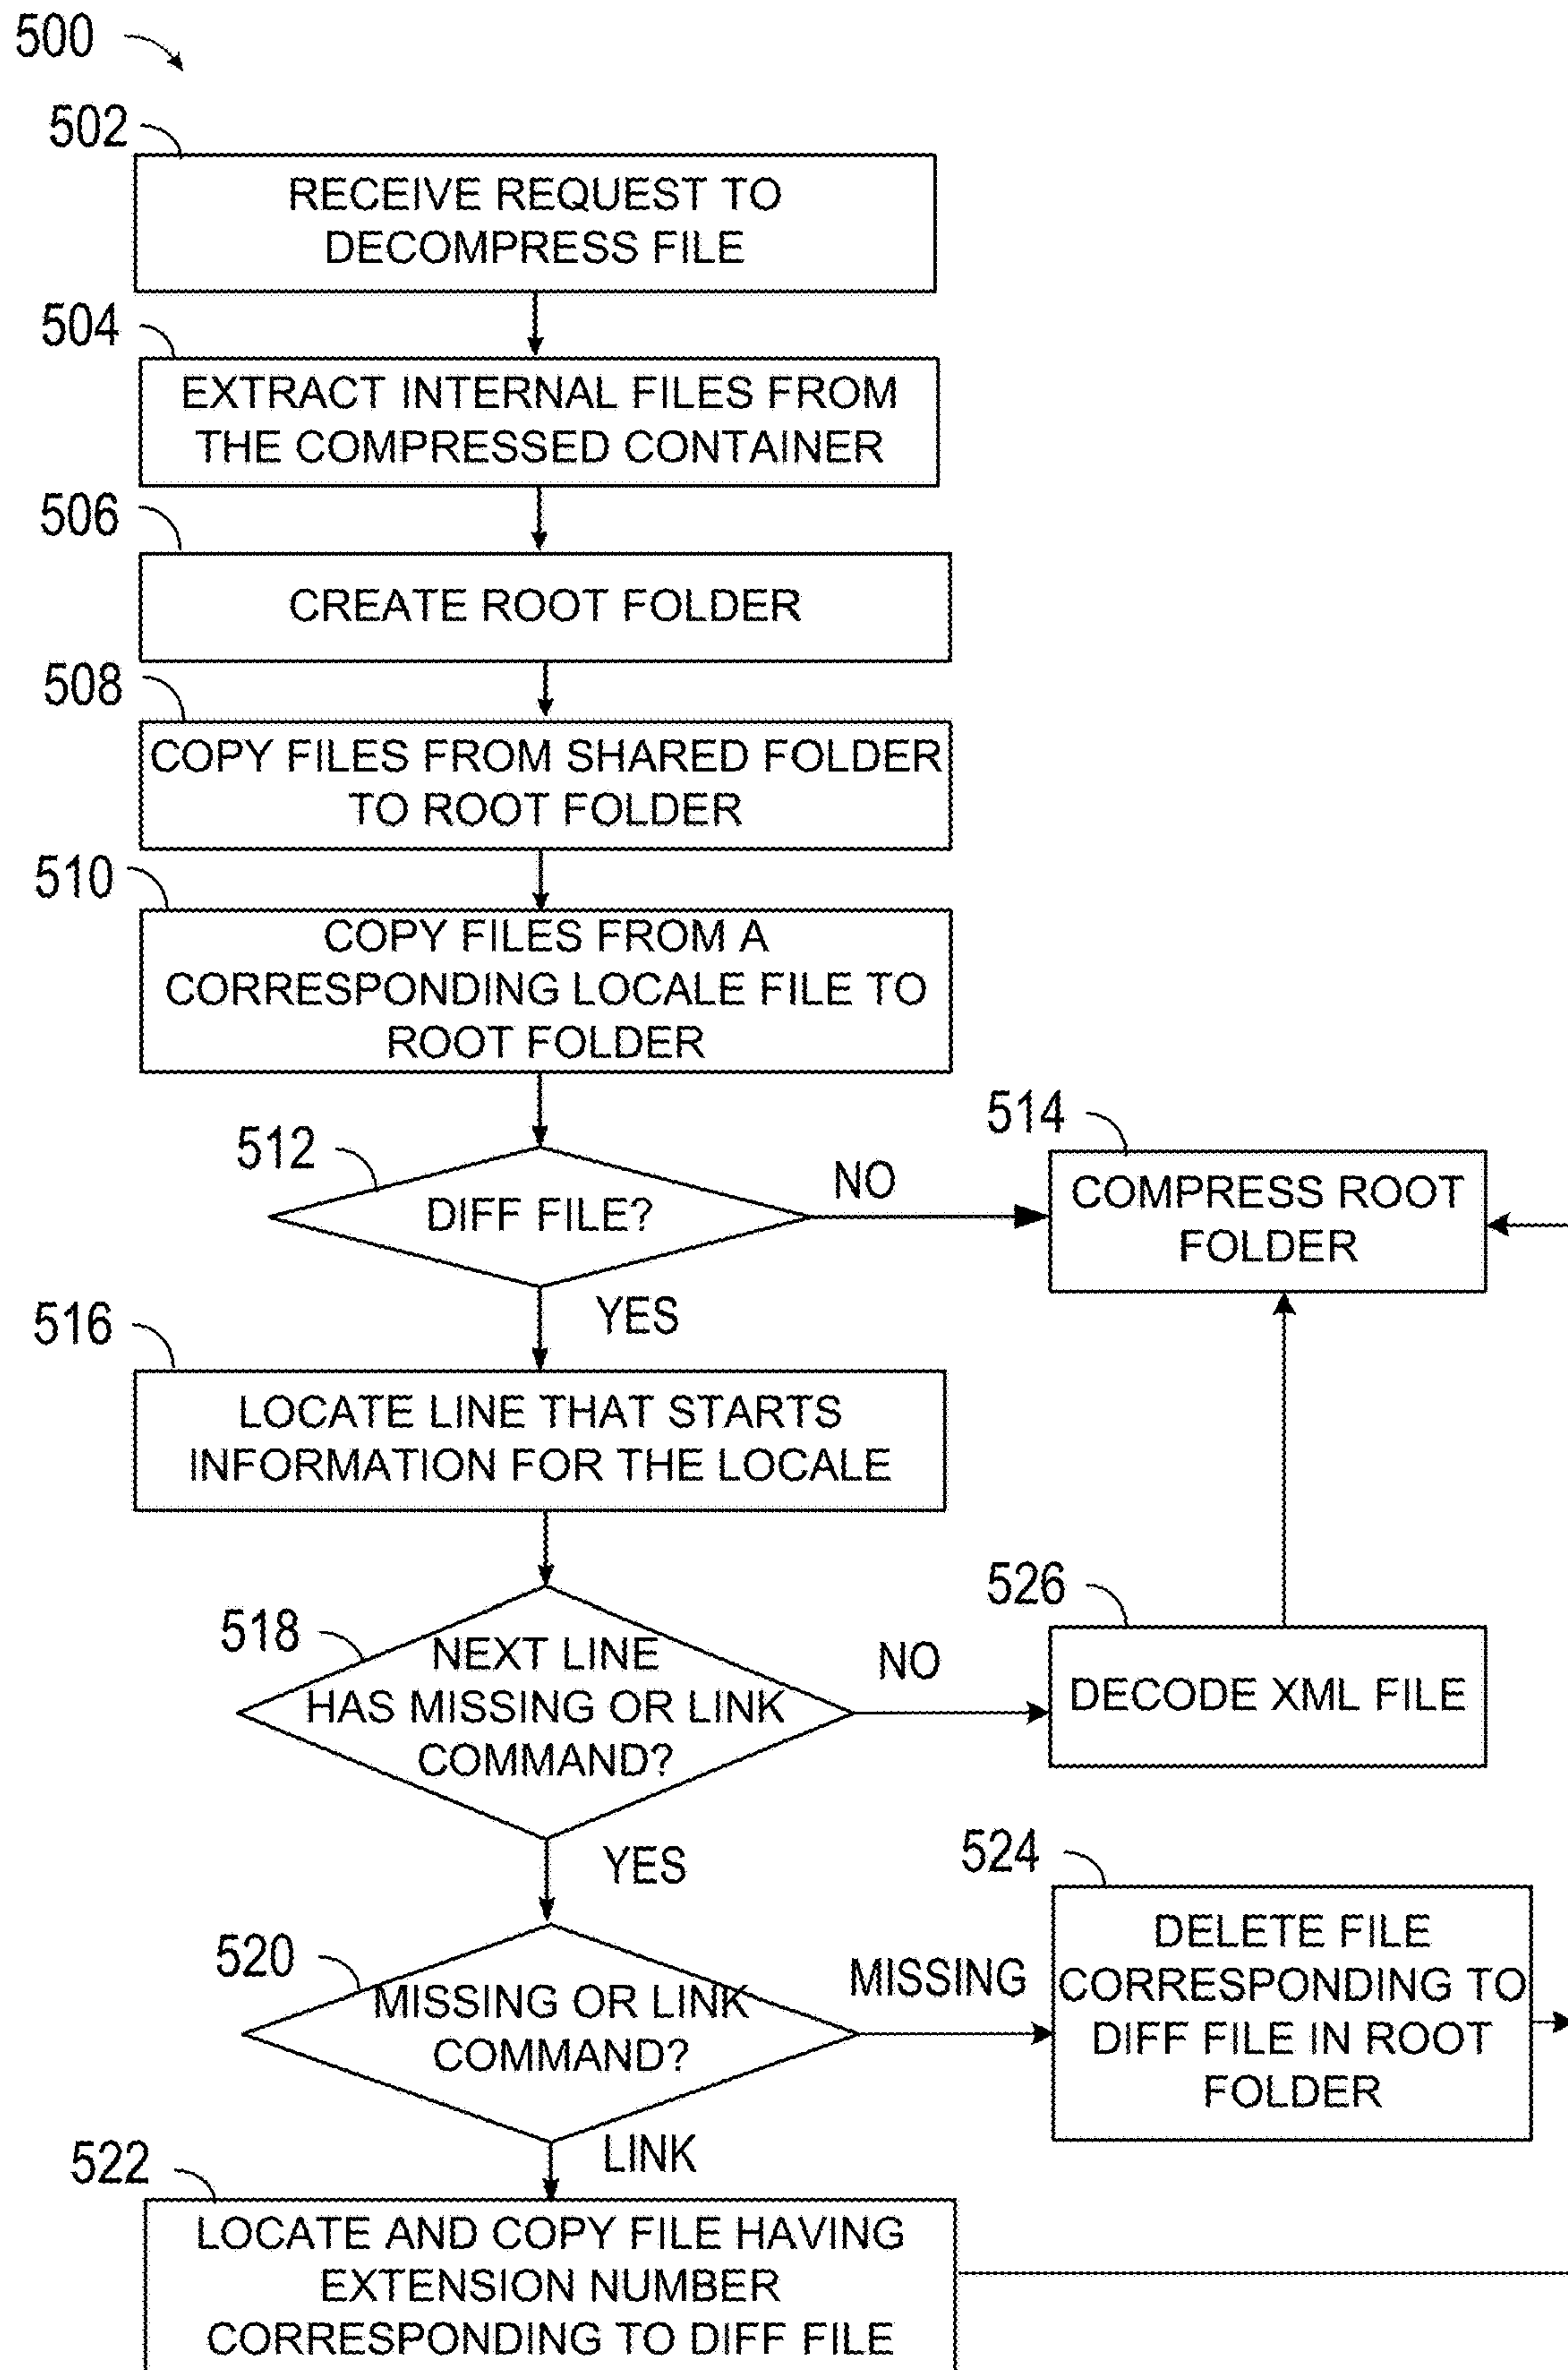 500
502
RECEIVE REQUEST TO
DECOMPRESS FILE
504
EXTRACT INTERNAL FILES FROM
THE COMPRESSED CONTAINER
506
CREATE ROOT FOLDER
508
COPY FILES FROM SHARED FOLDER
TO ROOT FOLDER
510
COPY FILES FROM A
CORRESPONDING LOCALE FILE TO
ROOT FOLDER
512
DIFF FILE?
NO
514
COMPRESS ROOT
FOLDER
YES
516
LOCATE LINE THAT STARTS
INFORMATION FOR THE LOCALE
518
NEXT LINE
HAS MISSING OR LINK
COMMAND?
NO
526
DECODE XML FILE
YES
520
MISSING OR LINK
COMMAND?
MISSING
524
DELETE FILE
CORRESPONDING TO
DIFF FILE IN ROOT
FOLDER
LINK
522
LOCATE AND COPY FILE HAVING
EXTENSION NUMBER
CORRESPONDING TO DIFF FILE